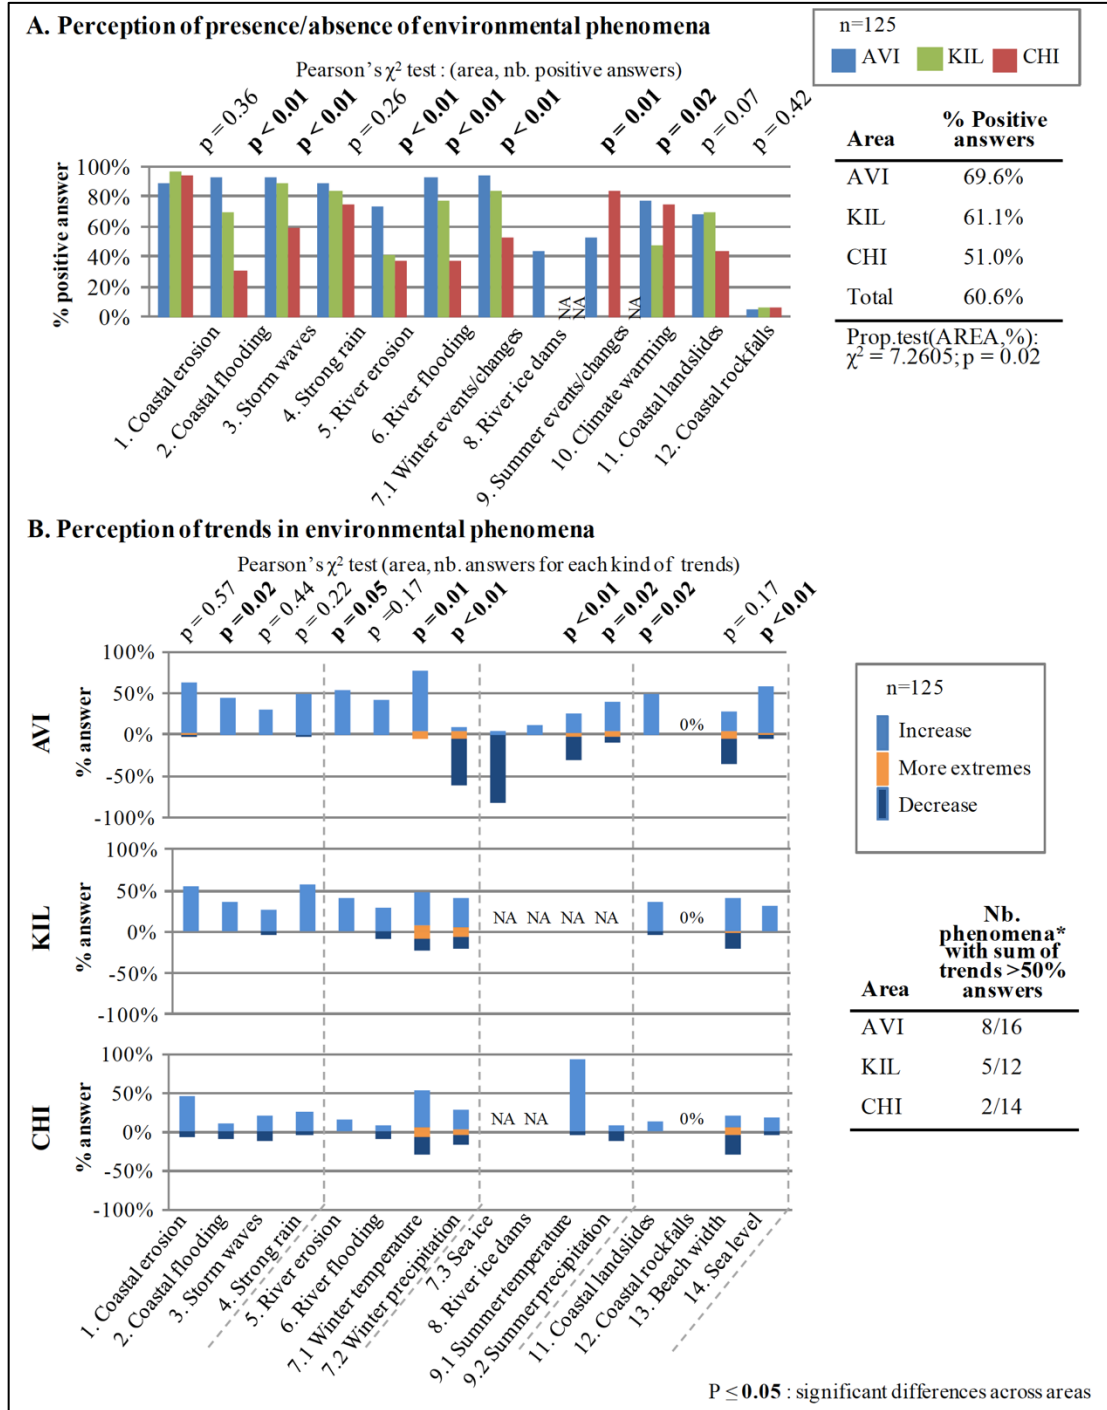 A. Perception of presence/absence of environmental phenomena
n=125
AVI KIL CHI
Pearson's χ² test : (area, nb. positive answers)
p = 0.36
p < 0.01
p < 0.01
p = 0.26
p < 0.01
p < 0.01
p < 0.01
p = 0.01
p = 0.02
p = 0.07
p = 0.42
% positive answer
100%
80%
60%
40%
20%
0%
NA
NA
NA
1. Coastal erosion
2. Coastal flooding
3. Storm waves
4. Strong rain
5. River erosion
6. River flooding
7.1 Winter events/changes
8. River ice dams
9. Summer events/changes
10. Climate warming
11. Coastal landslides
12. Coastal rockfalls
Area % Positive answers
AVI 69.6%
KIL 61.1%
CHI 51.0%
Total 60.6%
Prop.test(AREA,%):
χ² = 7.2605; p = 0.02
B. Perception of trends in environmental phenomena
Pearson's χ² test (area, nb. answers for each kind of trends)
p = 0.57
p = 0.02
p = 0.44
p = 0.22
p = 0.05
p =0.17
p = 0.01
p < 0.01
p < 0.01
p = 0.02
p = 0.02
p = 0.17
p < 0.01
AVI
% answer
100%
50%
0%
-50%
-100%
0%
KIL
% answer
100%
50%
0%
-50%
-100%
NA NA NA NA
0%
CHI
% answer
100%
50%
0%
-50%
-100%
NA NA
0%
1. Coastal erosion
2. Coastal flooding
3. Storm waves
4. Strong rain
5. River erosion
6. River flooding
7.1 Winter temperature
7.2 Winter precipitation
7.3 Sea ice
8. River ice dams
9.1 Summer temperature
9.2 Summer precipitation
11. Coastal landslides
12. Coastal rockfalls
13. Beach width
14. Sea level
n=125
Increase
More extremes
Decrease
Nb.
phenomena*
with sum of
trends >50%
Area answers
AVI 8/16
KIL 5/12
CHI 2/14
P ≤ 0.05 : significant differences across areas